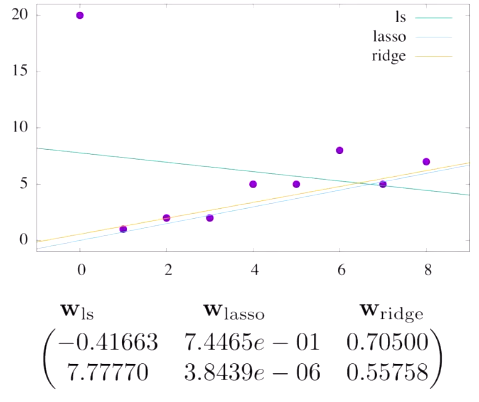 20
15
10
5
0
ls
lasso
ridge
0 2 4 6 8
w_ls w_lasso w_ridge
-0.41663 7.4465e - 01 0.70500
7.77770 3.8439e - 06 0.55758